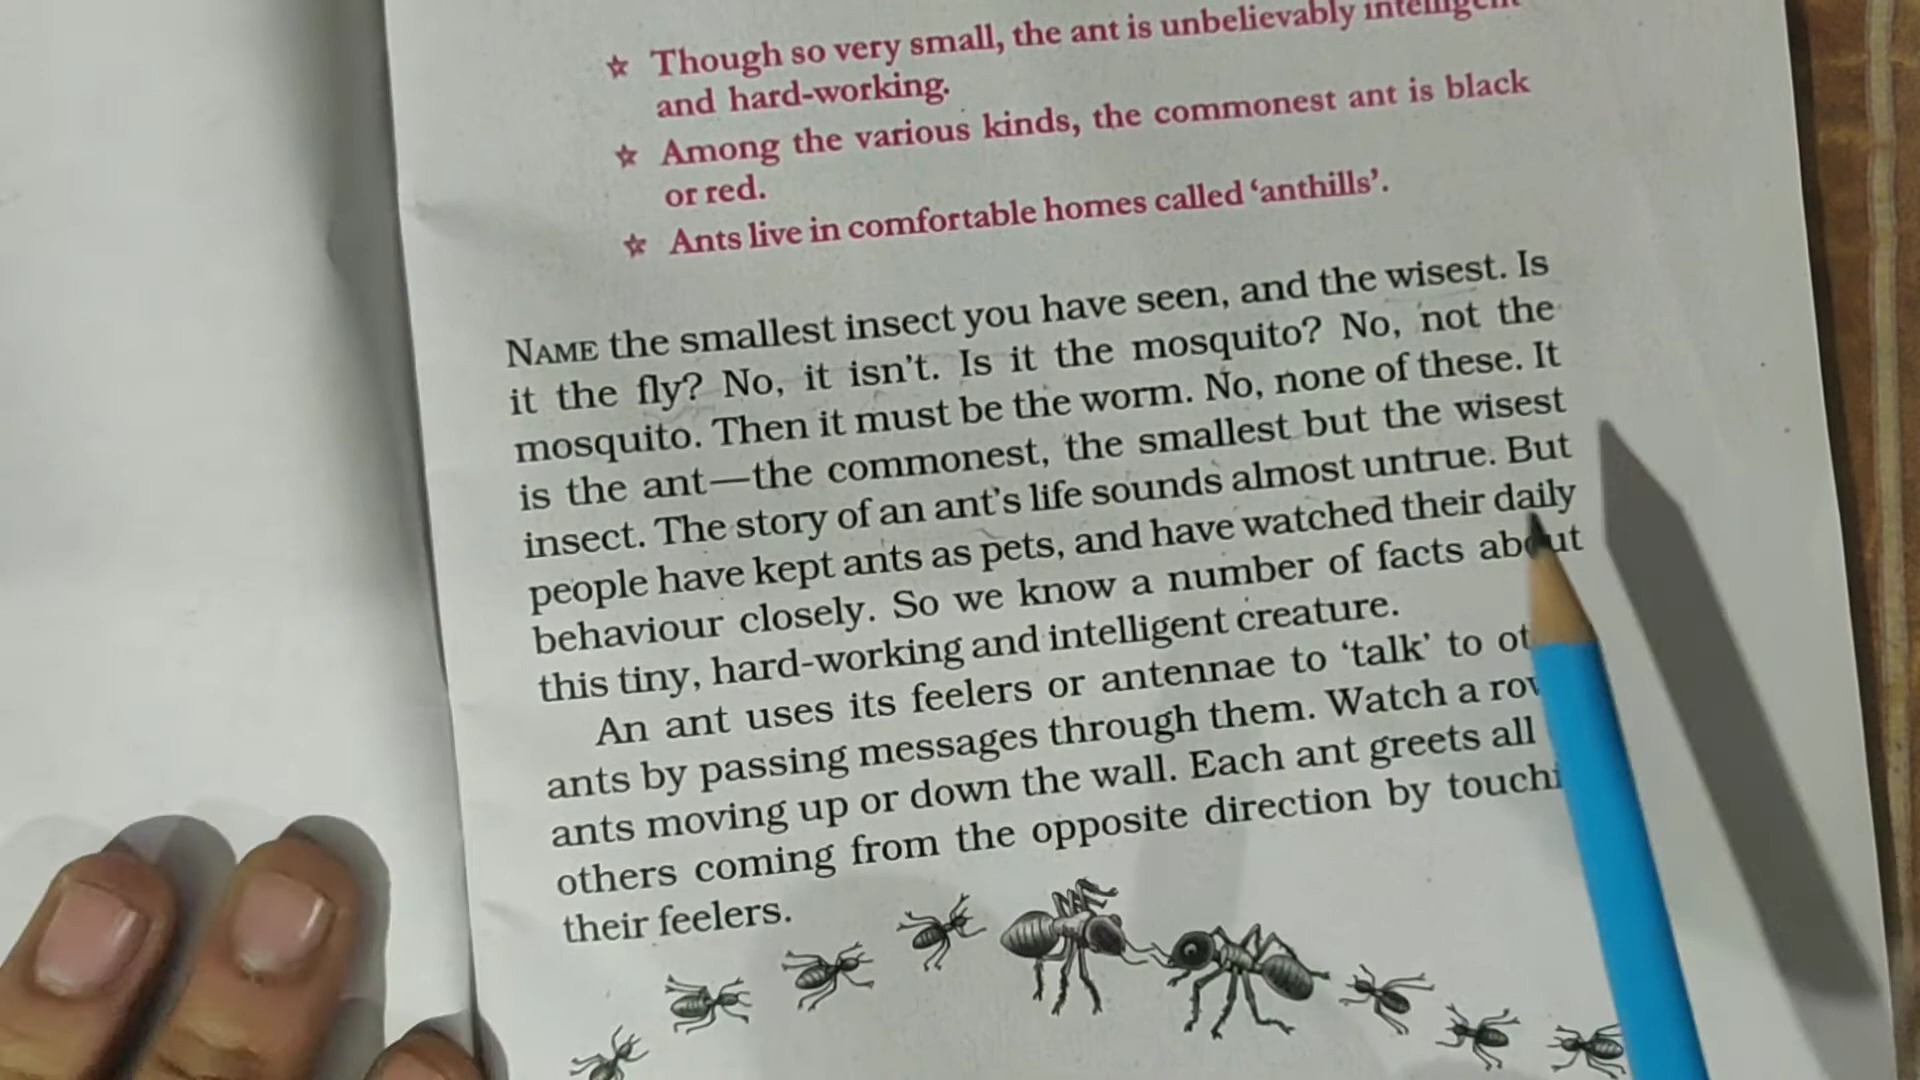 ☆ Though so very small, the ant is unbelievably intelligent
and hard-working.
☆ Among the various kinds, the commonest ant is black
or red.
☆ Ants live in comfortable homes called ‘anthills’.
NAME the smallest insect you have seen, and the wisest. Is
it the fly? No, it isn’t. Is it the mosquito? No, not the
mosquito. Then it must be the worm. No, none of these. It
is the ant—the commonest, the smallest but the wisest
insect. The story of an ant’s life sounds almost untrue. But
people have kept ants as pets, and have watched their daily
behaviour closely. So we know a number of facts about
this tiny, hard-working and intelligent creature.
An ant uses its feelers or antennae to ‘talk’ to
ants by passing messages through them. Watch a
ants moving up or down the wall. Each ant greets all
others coming from the opposite direction by
their feelers.